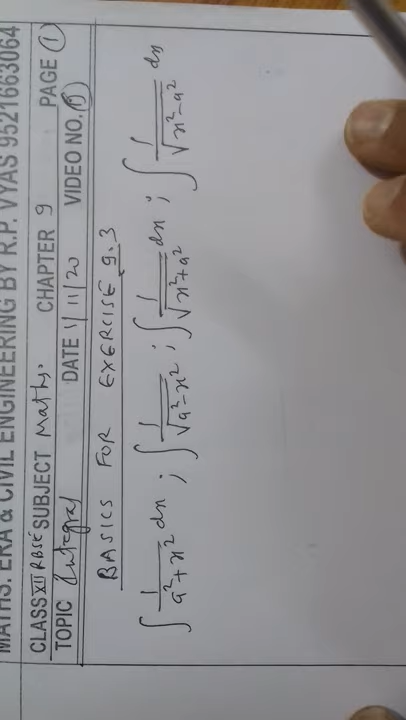 MATHS. ERA & CIVIL ENGINEERING BY R.P. VYAS 9521663064
CLASS XII RBSE SUBJECT Maths. CHAPTER 9 PAGE (1)
TOPIC Integral DATE 1/11/20 VIDEO NO.
BASICS FOR EXERCISE 9.3
∫ 1/(a²+x²) dx ; ∫ 1/√(a²-x²) ; ∫ 1/√(x²+a²) dx ; ∫ 1/√(x²-a²) dx